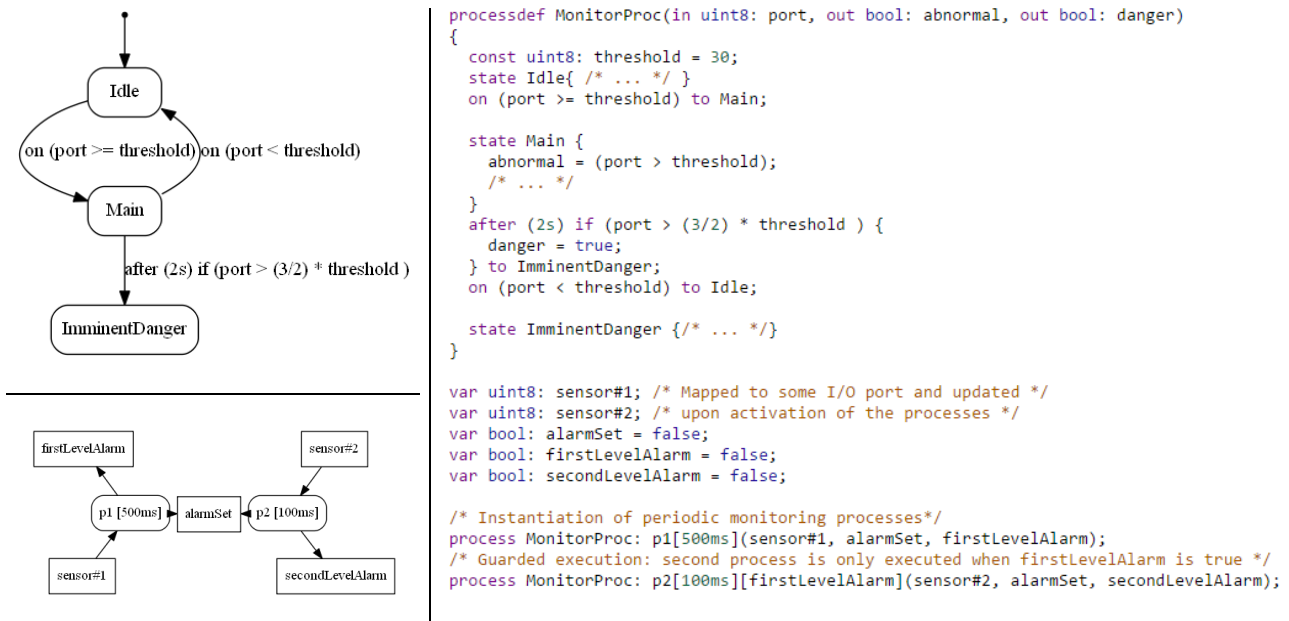 Idle
on (port >= threshold)
on (port < threshold)
Main
after (2s) if (port > (3/2) * threshold )
ImminentDanger
firstLevelAlarm
sensor#2
p1 [500ms]
alarmSet
p2 [100ms]
sensor#1
secondLevelAlarm
processdef MonitorProc(in uint8: port, out bool: abnormal, out bool: danger)
{
const uint8: threshold = 30;
state Idle{ /* ... */ }
on (port >= threshold) to Main;
state Main {
abnormal = (port > threshold);
/* ... */
}
after (2s) if (port > (3/2) * threshold ) {
danger = true;
} to ImminentDanger;
on (port < threshold) to Idle;
state ImminentDanger {/* ... */}
}
var uint8: sensor#1; /* Mapped to some I/O port and updated */
var uint8: sensor#2; /* upon activation of the processes */
var bool: alarmSet = false;
var bool: firstLevelAlarm = false;
var bool: secondLevelAlarm = false;
/* Instantiation of periodic monitoring processes*/
process MonitorProc: p1[500ms](sensor#1, alarmSet, firstLevelAlarm);
/* Guarded execution: second process is only executed when firstLevelAlarm is true */
process MonitorProc: p2[100ms][firstLevelAlarm](sensor#2, alarmSet, secondLevelAlarm);